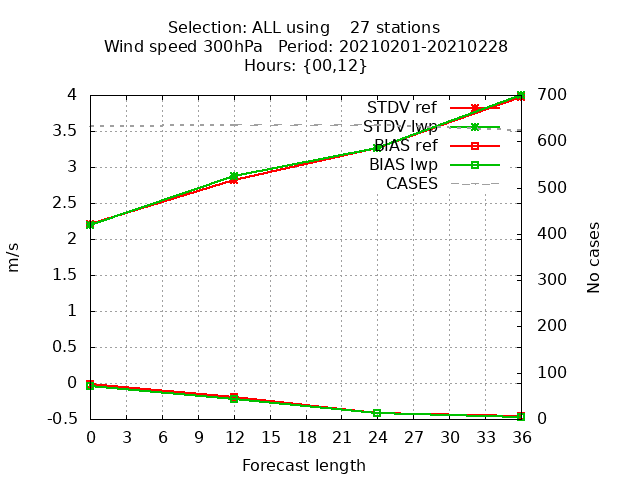 Selection: ALL using 27 stations
Wind speed 300hPa Period: 20210201-20210228
Hours: {00,12}
4
3.5
3
2.5
2
1.5
1
0.5
0
-0.5
m/s
STDV ref
STDV lwp
BIAS ref
BIAS lwp
CASES
700
600
500
400
300
200
100
0
No cases
0 3 6 9 12 15 18 21 24 27 30 33 36
Forecast length